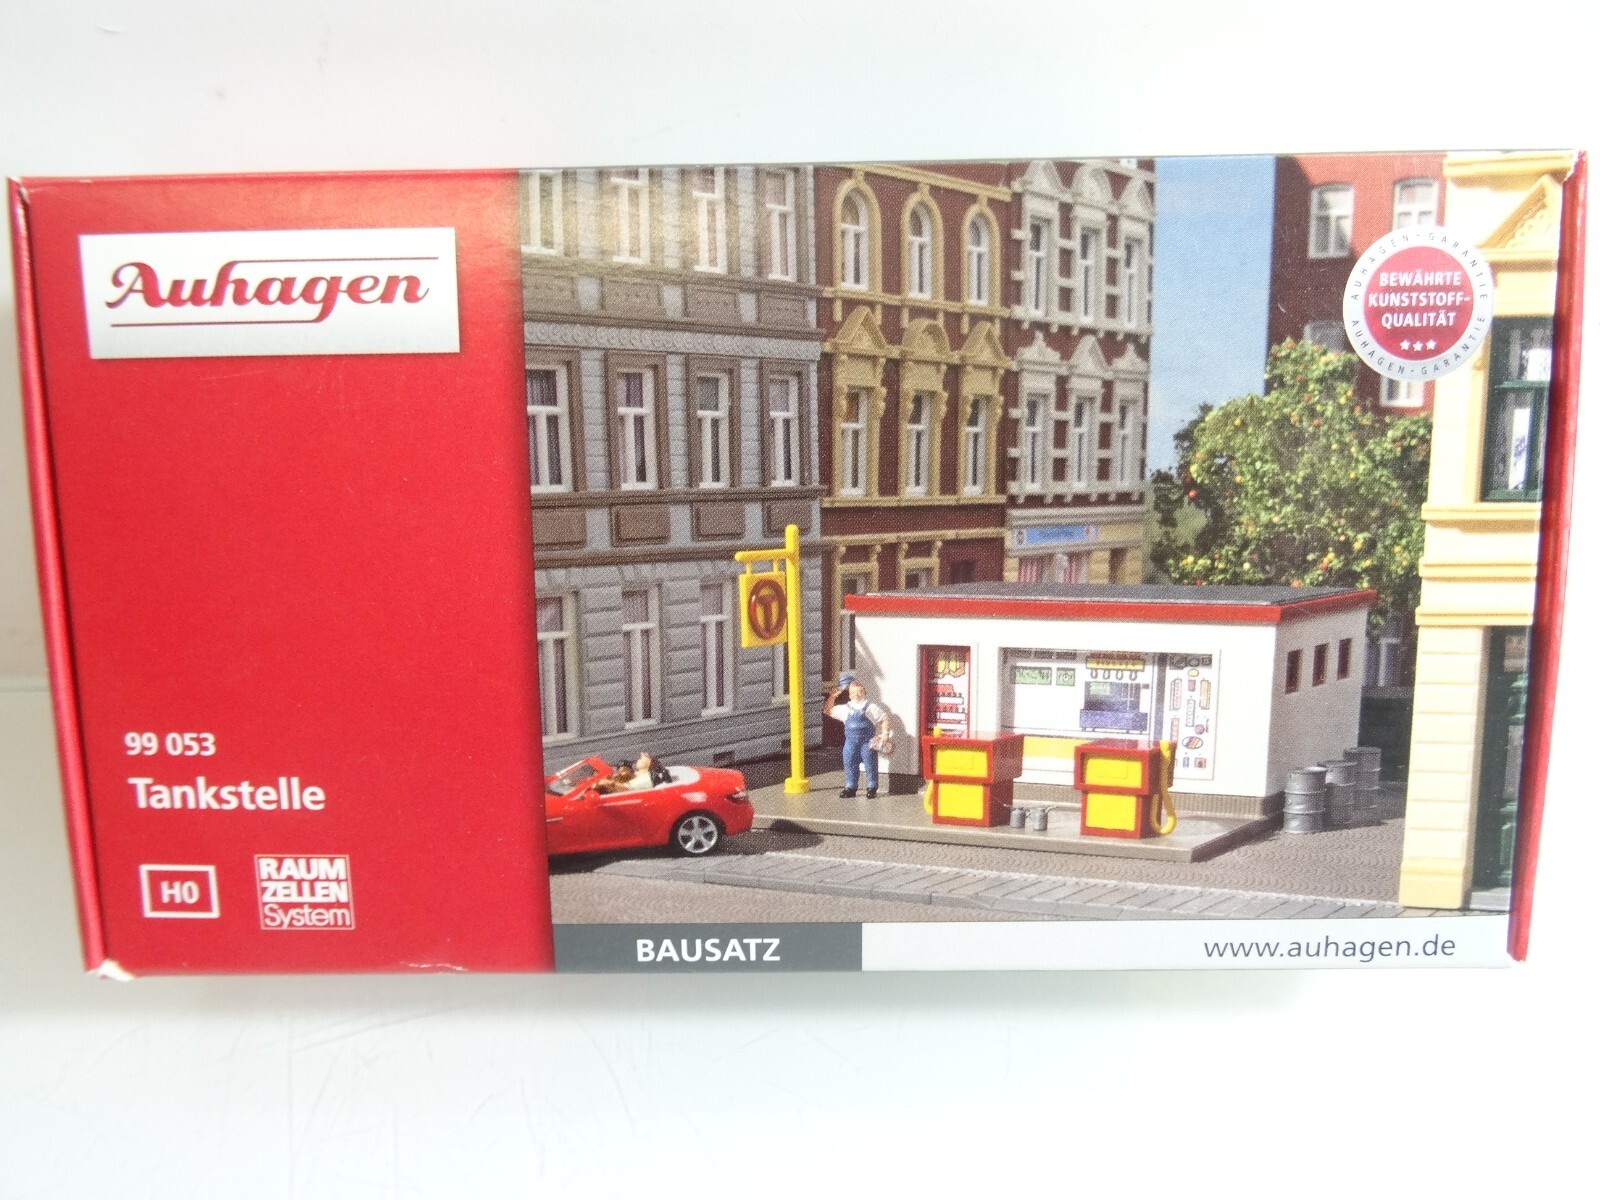 Auhagen
99 053
Tankstelle
H0
RAUM
ZELLEN
System
AUHAGEN-GARANTIE
BEWÄHRTE
KUNSTSTOFF-
QUALITÄT
AUHAGEN-GARANTIE
T
BAUSATZ
www.auhagen.de